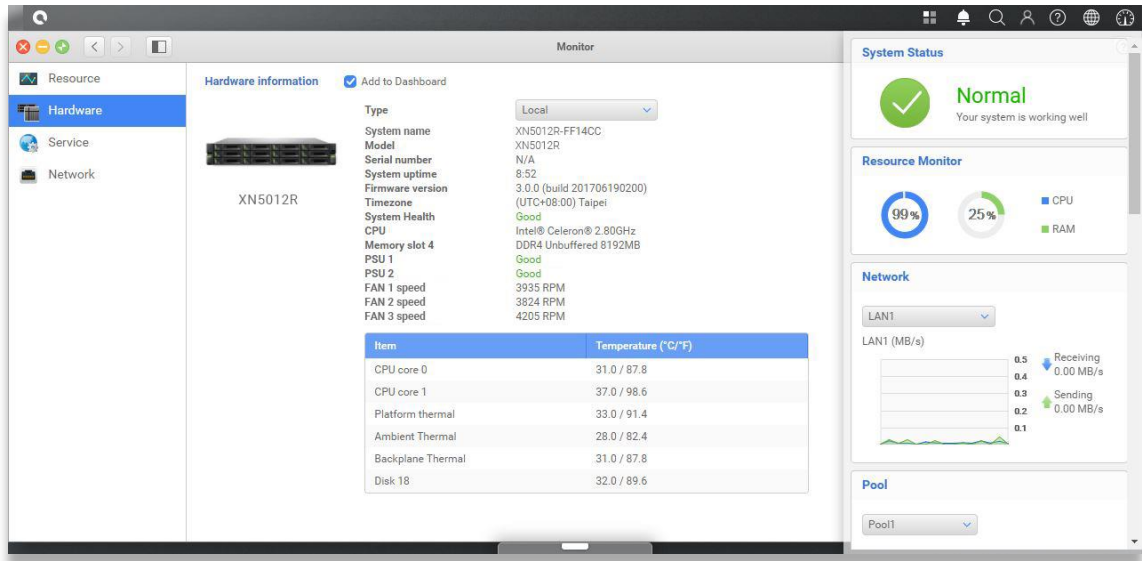 Monitor
Resource
Hardware
Service
Network
Hardware information
Add to Dashboard
XN5012R
Type Local
System name XN5012R-FF14CC
Model XN5012R
Serial number N/A
System uptime 8:52
Firmware version 3.0.0 (build 201706190200)
Timezone (UTC+08:00) Taipei
System Health Good
CPU Intel® Celeron® 2.80GHz
Memory slot 4 DDR4 Unbuffered 8192MB
PSU 1 Good
PSU 2 Good
FAN 1 speed 3935 RPM
FAN 2 speed 3824 RPM
FAN 3 speed 4205 RPM
Item Temperature (°C/°F)
CPU core 0 31.0 / 87.8
CPU core 1 37.0 / 98.6
Platform thermal 33.0 / 91.4
Ambient Thermal 28.0 / 82.4
Backplane Thermal 31.0 / 87.8
Disk 18 32.0 / 89.6
System Status
Normal
Your system is working well
Resource Monitor
99%
25%
CPU
RAM
Network
LAN1
LAN1 (MB/s)
0.5
0.4
0.3
0.2
0.1
Receiving
0.00 MB/s
Sending
0.00 MB/s
Pool
Pool1